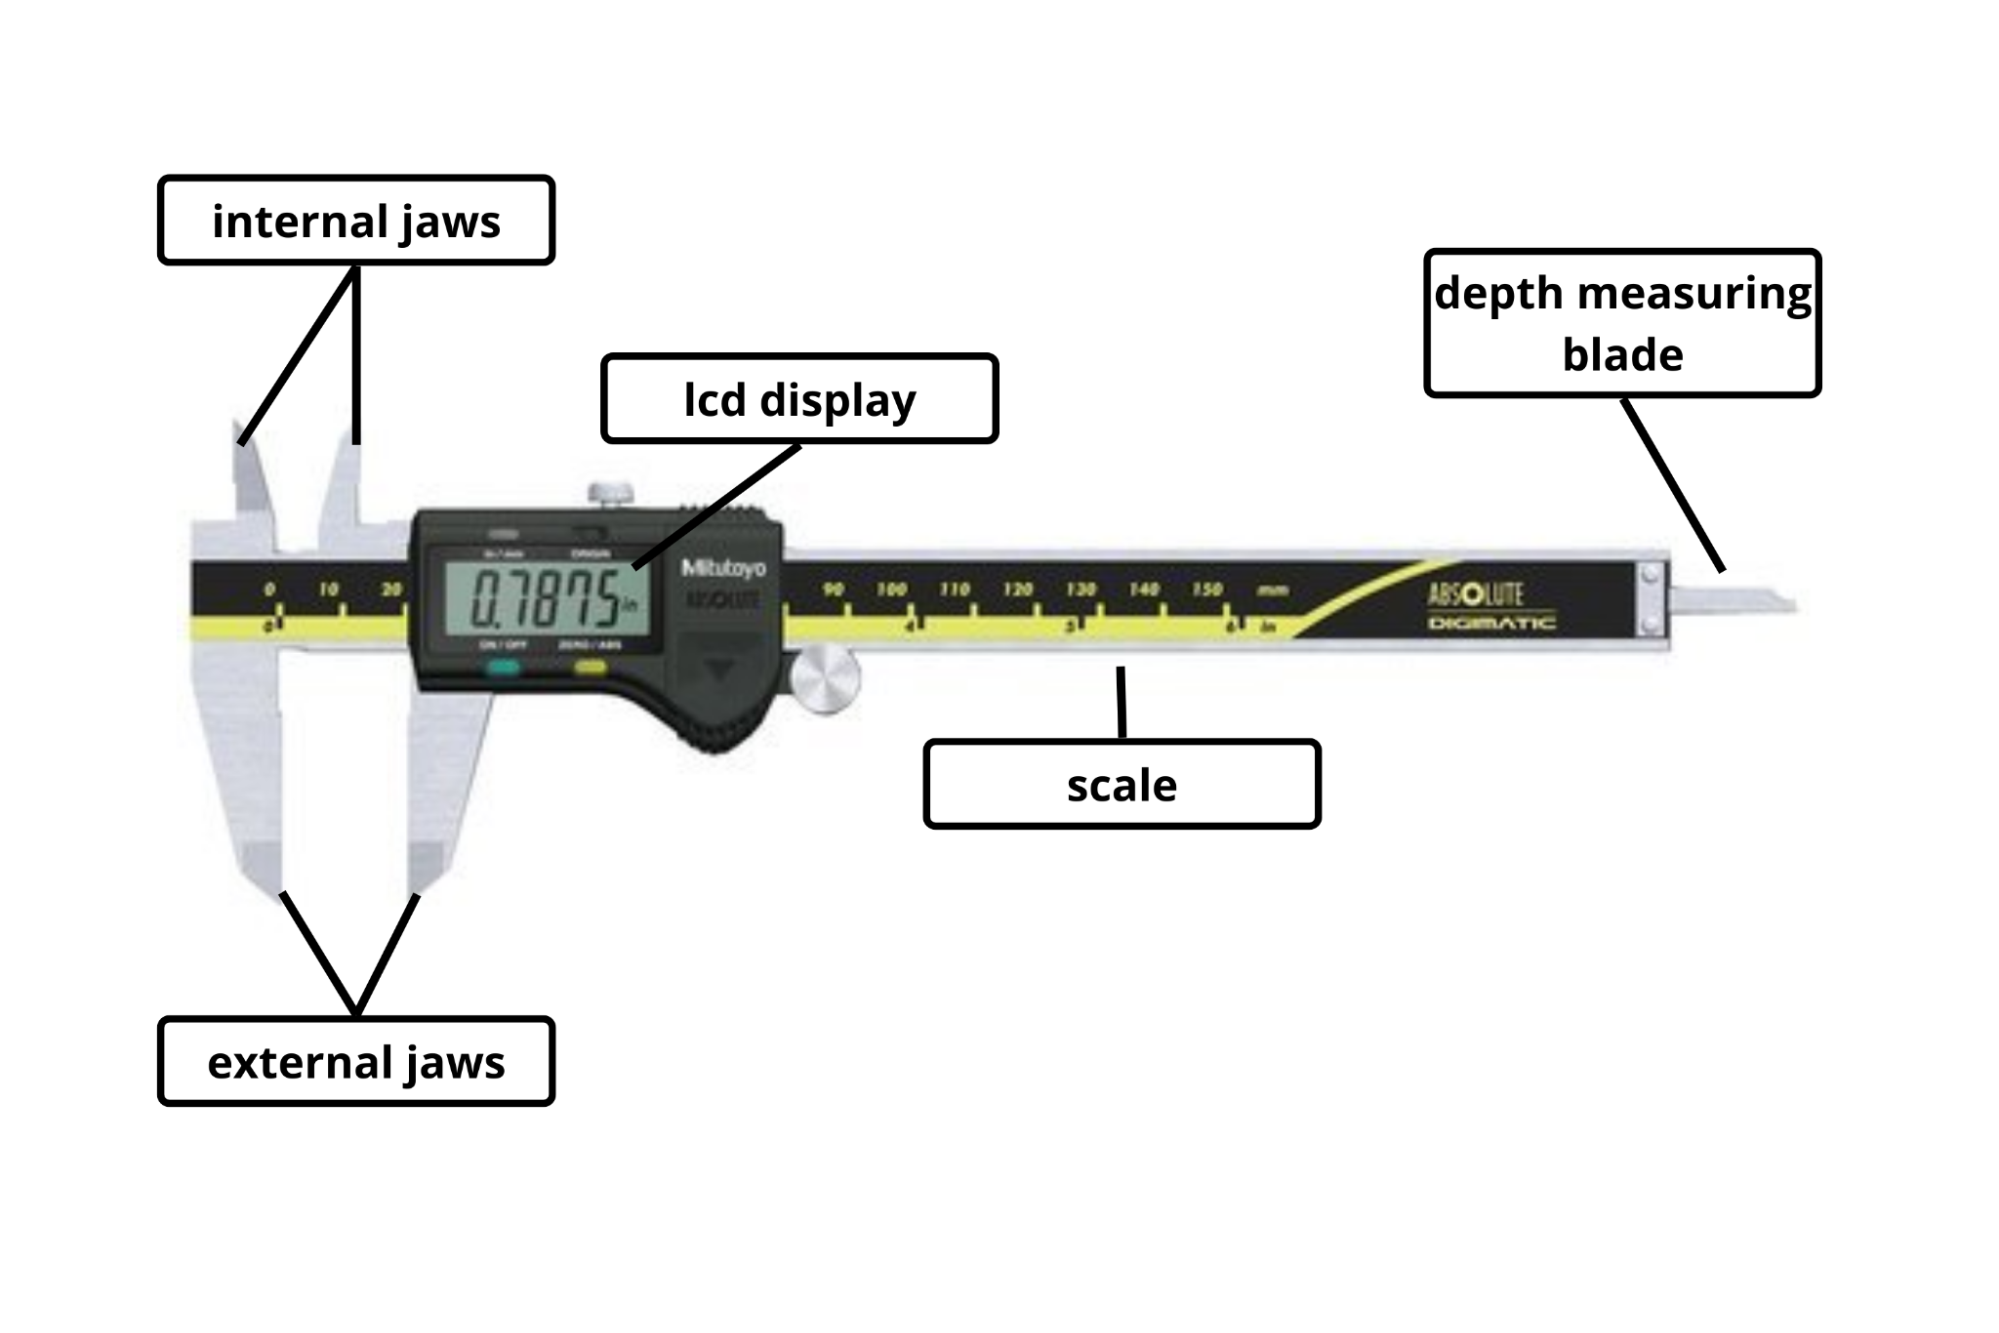 internal jaws
depth measuring
blade
lcd display
in/mm ORIGIN
0.7875 in
Mitutoyo
ABSOLUTE
ON/OFF ZERO/ABS
0 10 20 90 100 110 120 130 140 150 mm
0 4 5 6 in
ABSOLUTE
DIGIMATIC
scale
external jaws